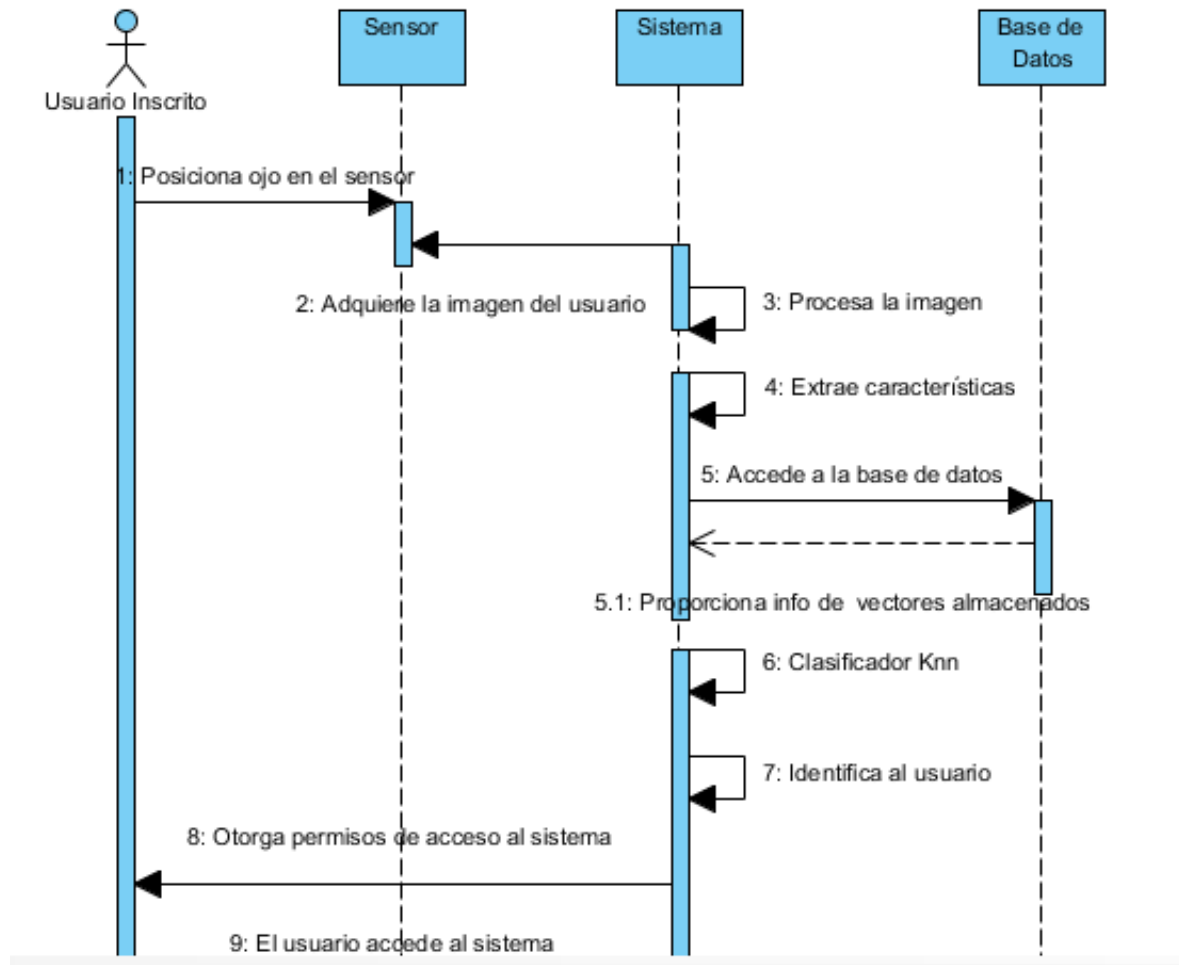 Sensor
Sistema
Base de
Datos
Usuario Inscrito
1: Posiciona ojo en el sensor
2: Adquiere la imagen del usuario
3: Procesa la imagen
4: Extrae característícas
5: Accede a la base de datos
5.1: Proporciona info de vectores almacenados
6: Clasificador Knn
7: Identifica al usuario
8: Otorga permisos de acceso al sistema
9: El usuario accede al sistema